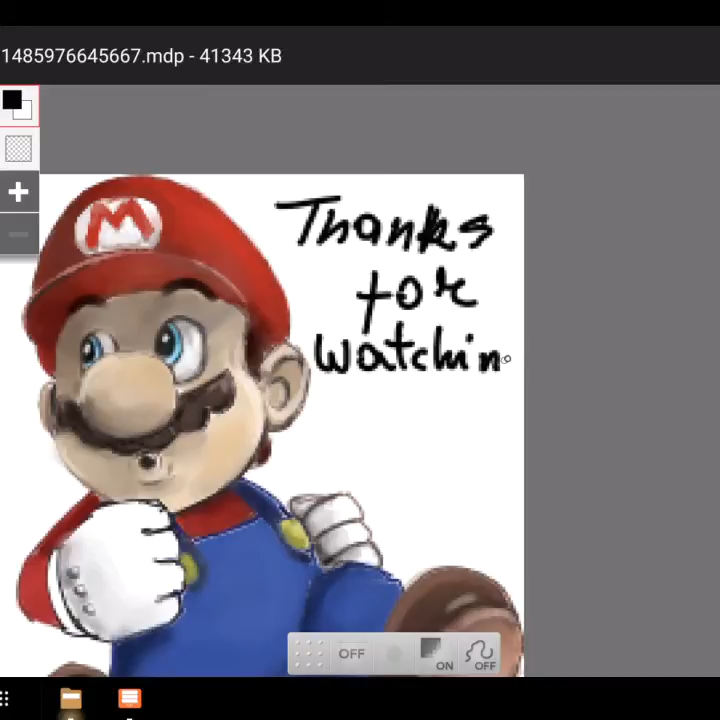 1485976645667.mdp - 41343 KB
M
Thanks
for
watchin
OFF
ON
OFF